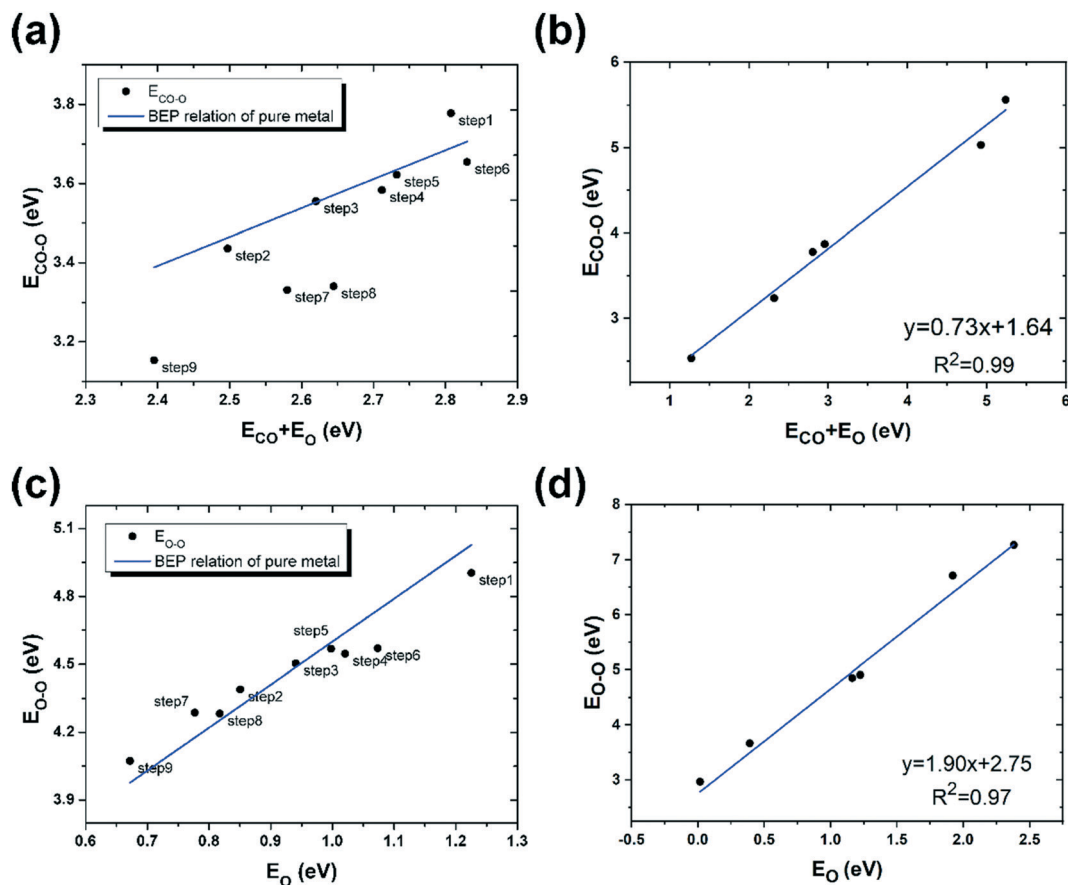 (a)
E_CO-O (eV)
3.8
3.6
3.4
3.2
E_CO-O
BEP relation of pure metal
step1
step6
step5
step4
step3
step2
step7
step8
step9
2.3 2.4 2.5 2.6 2.7 2.8 2.9
E_CO+E_O (eV)
(b)
E_CO-O (eV)
6
5
4
3
y=0.73x+1.64
R²=0.99
1 2 3 4 5 6
E_CO+E_O (eV)
(c)
E_O-O (eV)
5.1
4.8
4.5
4.2
3.9
E_O-O
BEP relation of pure metal
step1
step5
step6
step4
step3
step2
step7
step8
step9
0.6 0.7 0.8 0.9 1.0 1.1 1.2 1.3
E_O (eV)
(d)
E_O-O (eV)
8
7
6
5
4
3
y=1.90x+2.75
R²=0.97
-0.5 0.0 0.5 1.0 1.5 2.0 2.5
E_O (eV)